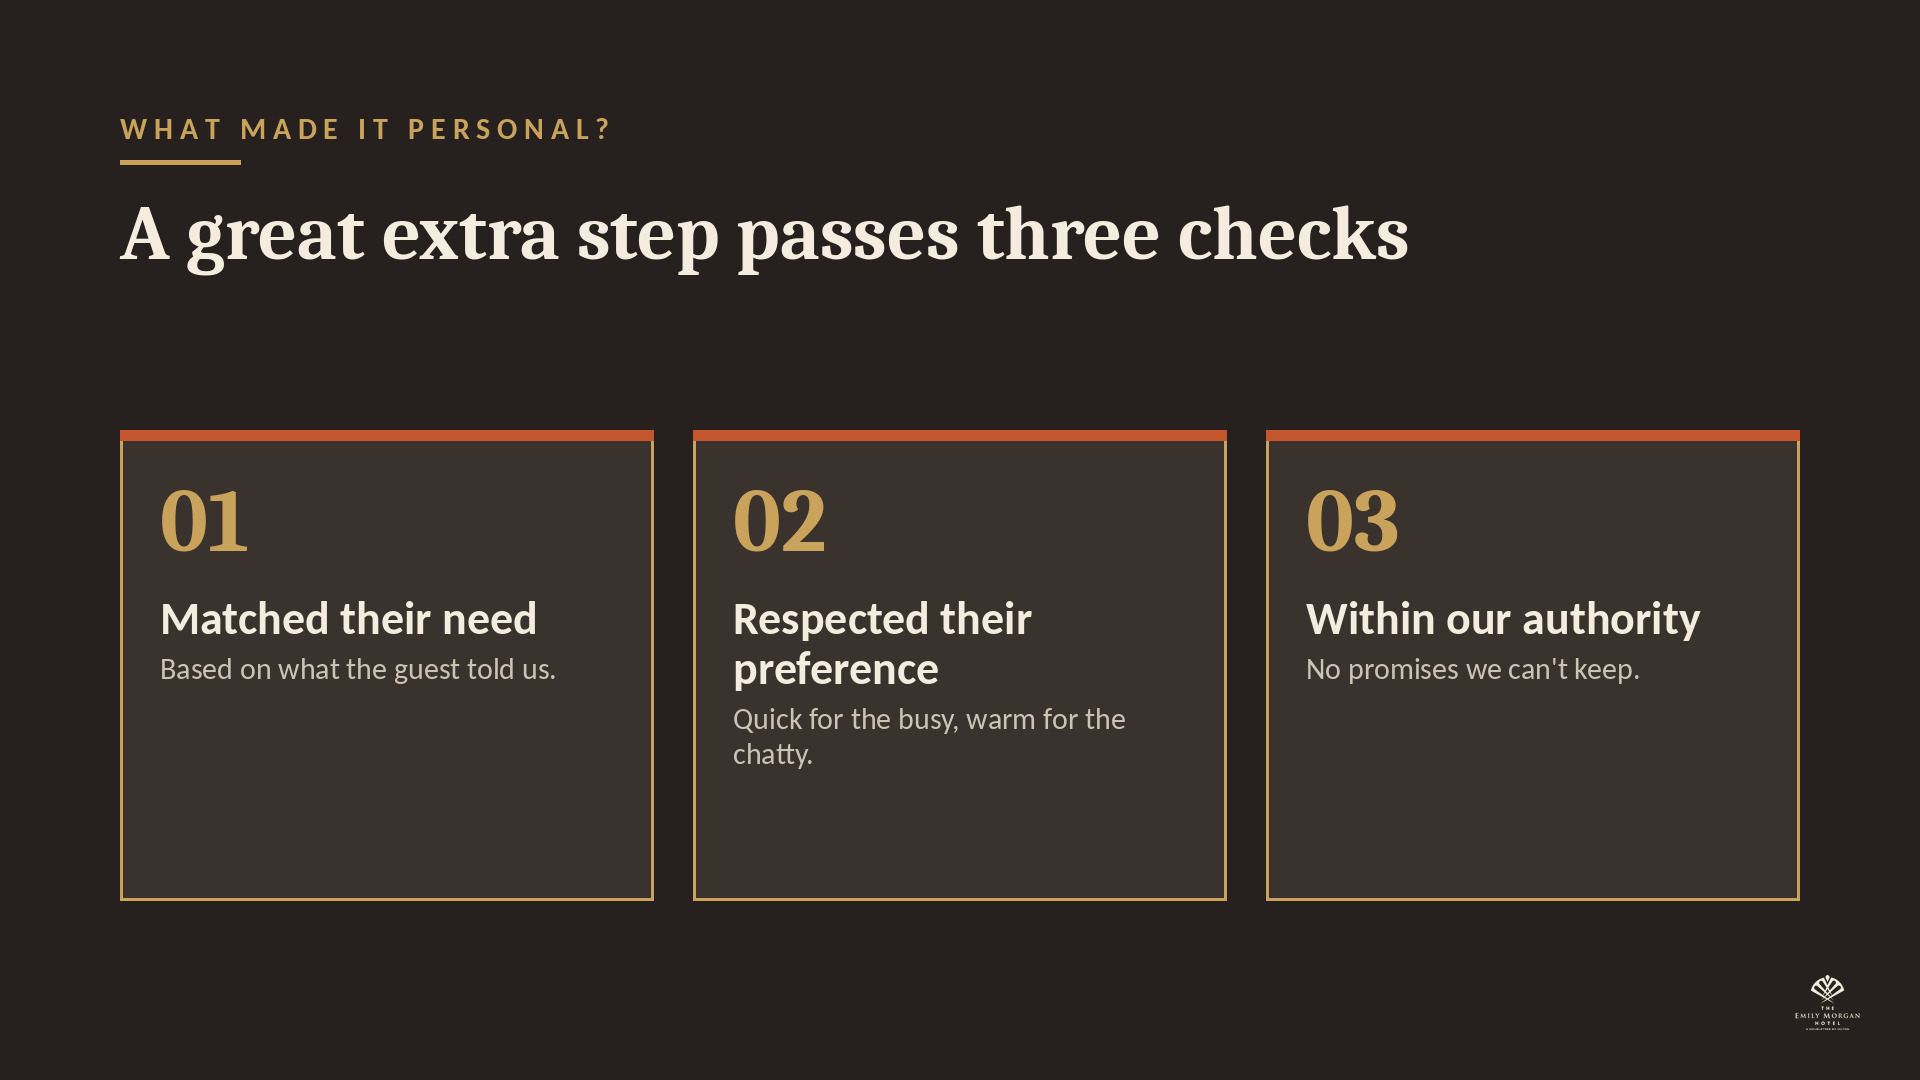 WHAT MADE IT PERSONAL?
A great extra step passes three checks
01
Matched their need
Based on what the guest told us.
02
Respected their
preference
Quick for the busy, warm for the
chatty.
03
Within our authority
No promises we can't keep.
THE
EMILY MORGAN
HOTEL